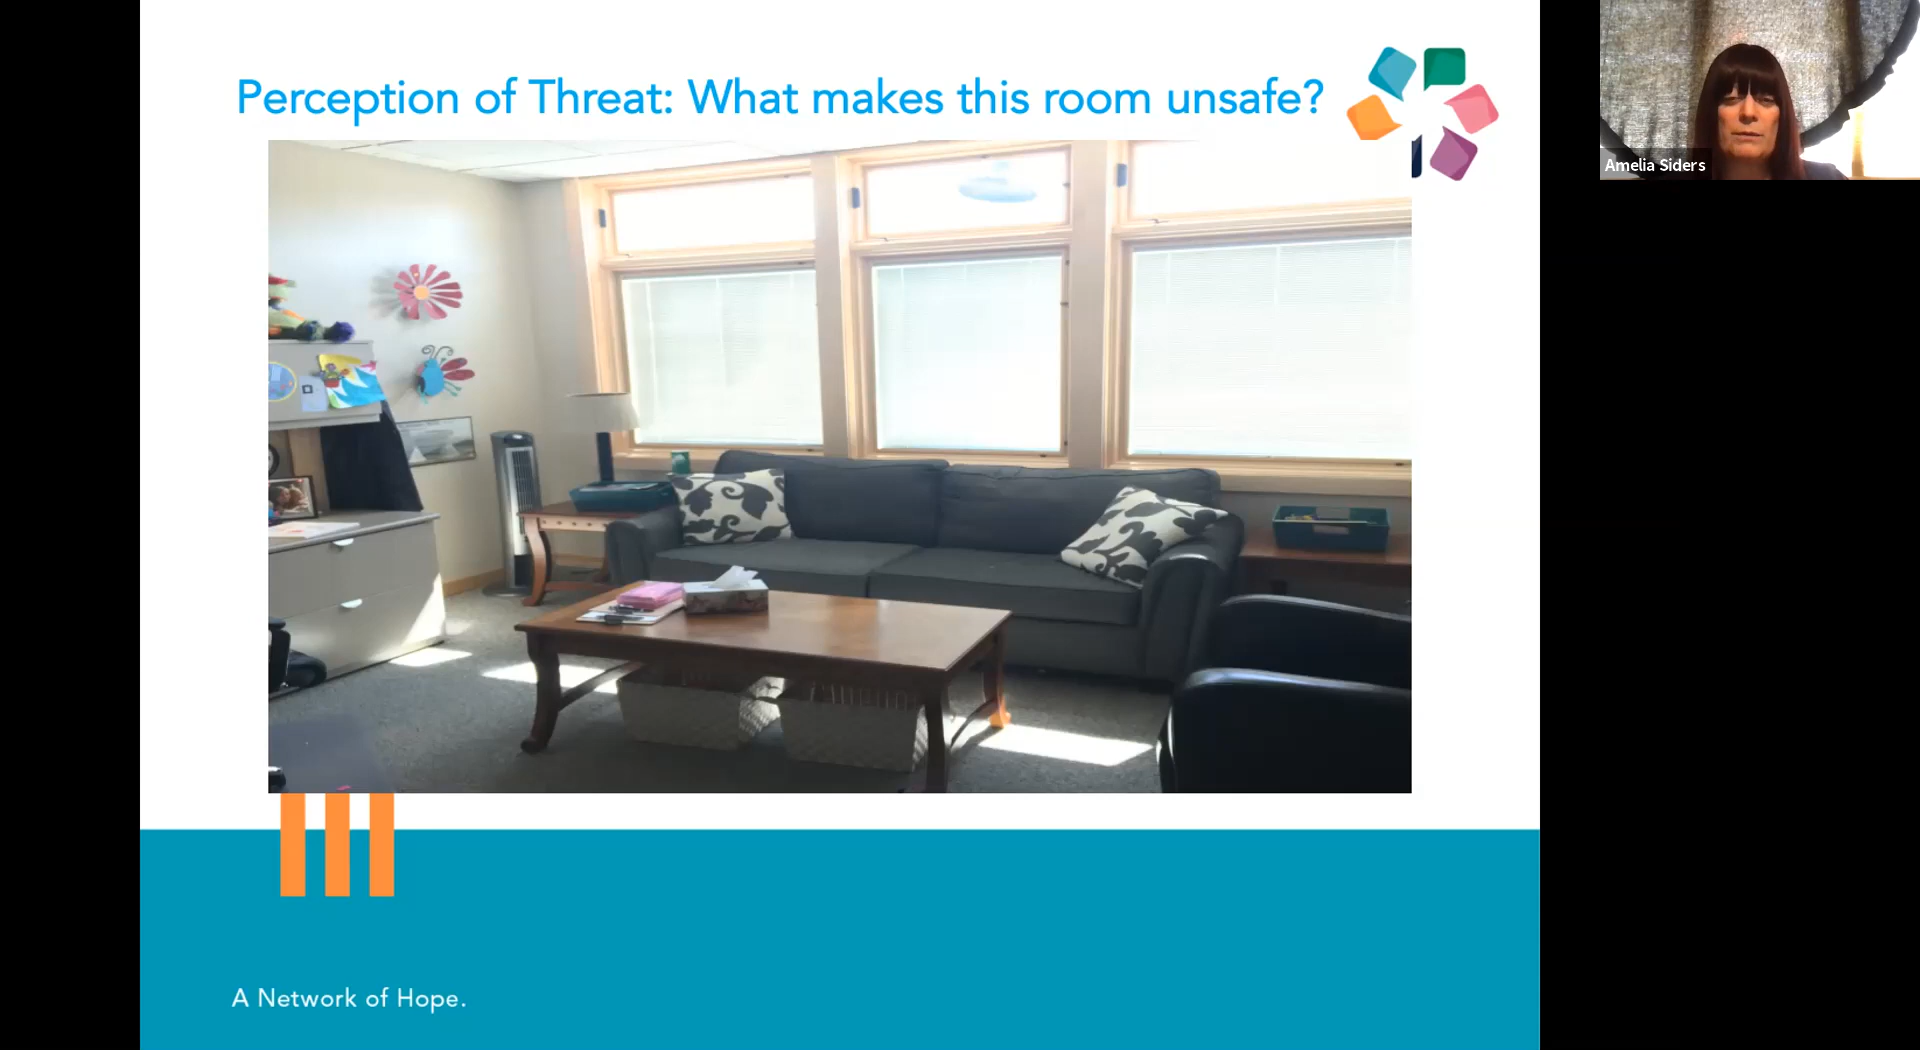 Perception of Threat: What makes this room unsafe?
Amelia Siders
A Network of Hope.